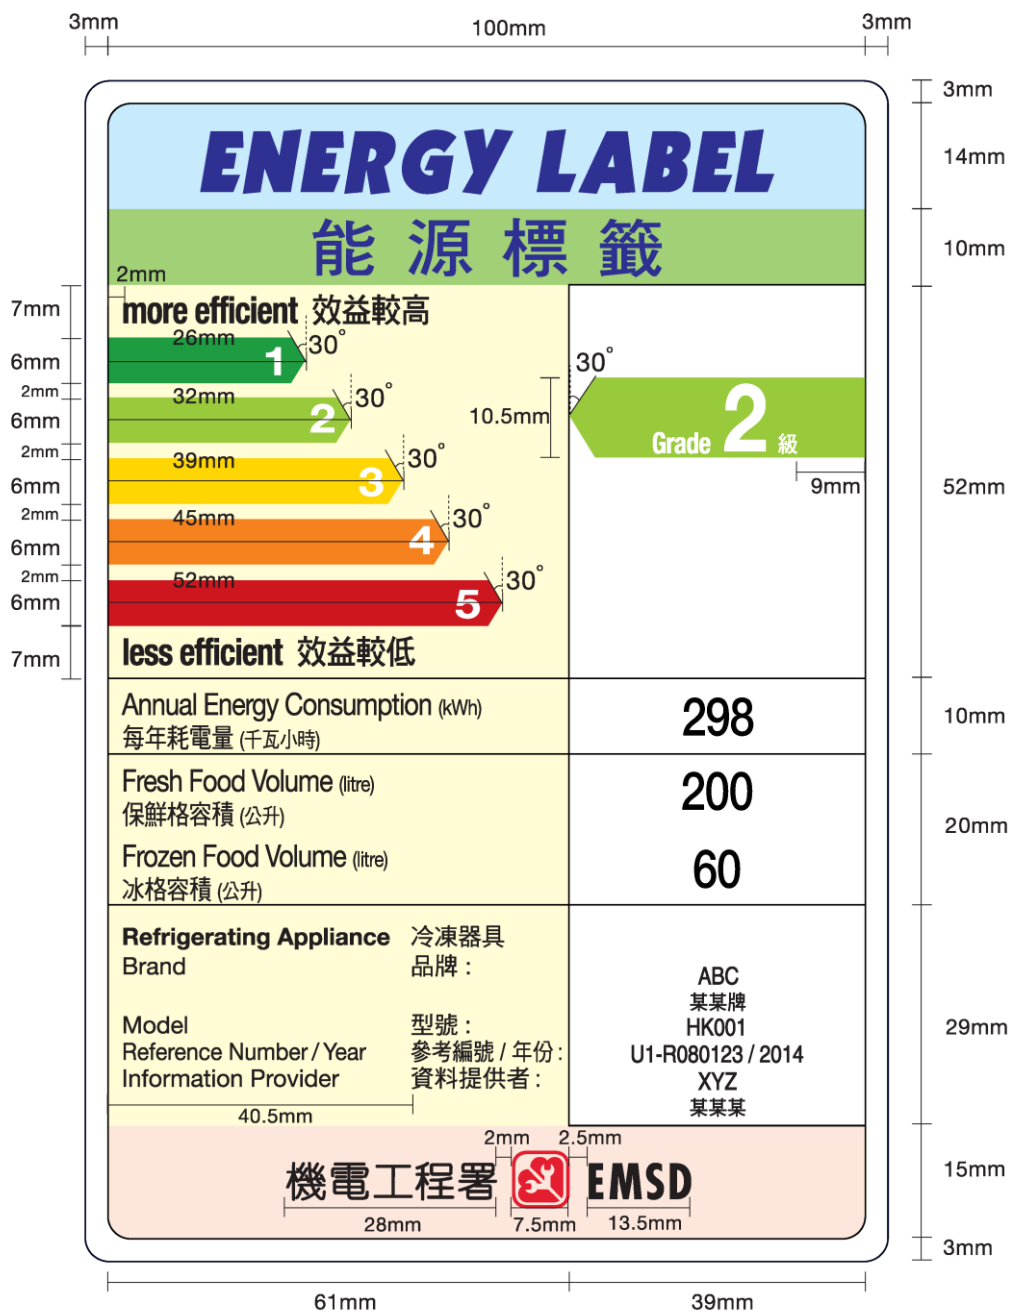 3mm 100mm 3mm
3mm
ENERGY LABEL
14mm
能源標籤
10mm
2mm
7mm
more efficient 效益較高
26mm
30°
6mm
1
30°
2mm
32mm
30°
10.5mm
6mm
2
Grade 2 級
2mm
39mm
30°
9mm
6mm
3
52mm
2mm
45mm
30°
6mm
4
2mm
52mm
30°
6mm
5
7mm
less efficient 效益較低
Annual Energy Consumption (kWh)
298
10mm
每年耗電量 (千瓦小時)
Fresh Food Volume (litre)
200
保鮮格容積 (公升)
20mm
Frozen Food Volume (litre)
60
冰格容積 (公升)
Refrigerating Appliance 冷凍器具
Brand 品牌 :
ABC
某某牌
Model 型號 :
HK001
29mm
Reference Number / Year 參考編號 / 年份 :
U1-R080123 / 2014
Information Provider 資料提供者 :
XYZ
某某某
40.5mm
2mm 2.5mm
機電工程署 EMSD
15mm
28mm 7.5mm 13.5mm
3mm
61mm 39mm